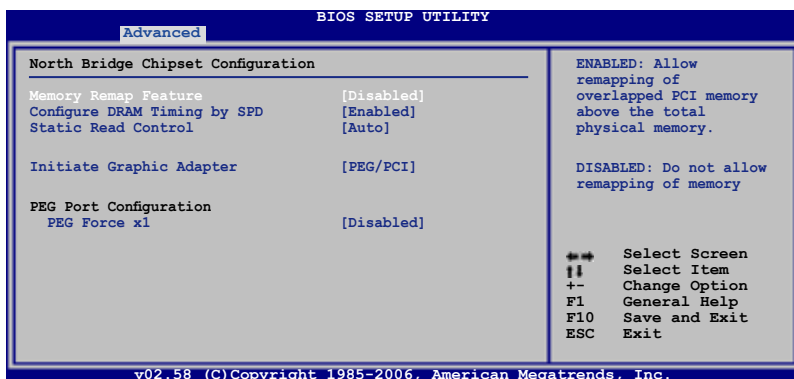 BIOS SETUP UTILITY
Advanced
North Bridge Chipset Configuration
Memory Remap Feature [Disabled]
Configure DRAM Timing by SPD [Enabled]
Static Read Control [Auto]
Initiate Graphic Adapter [PEG/PCI]
PEG Port Configuration
PEG Force x1 [Disabled]
ENABLED: Allow
remapping of
overlapped PCI memory
above the total
physical memory.
DISABLED: Do not allow
remapping of memory
←→ Select Screen
↑↓ Select Item
+- Change Option
F1 General Help
F10 Save and Exit
ESC Exit
v02.58 (C)Copyright 1985-2006, American Megatrends, Inc.